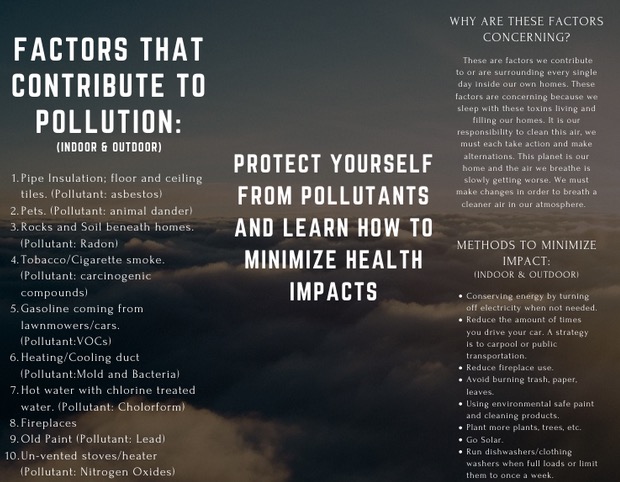 FACTORS THAT
CONTRIBUTE TO
POLLUTION:
(INDOOR & OUTDOOR)
1. Pipe Insulation; floor and ceiling
tiles. (Pollutant: asbestos)
2. Pets. (Pollutant: animal dander)
3. Rocks and Soil beneath homes.
(Pollutant: Radon)
4. Tobacco/Cigarette smoke.
(Pollutant: carcinogenic
compounds)
5. Gasoline coming from
lawnmowers/cars.
(Pollutant:VOCs)
6. Heating/Cooling duct
(Pollutant:Mold and Bacteria)
7. Hot water with chlorine treated
water. (Pollutant: Cholorform)
8. Fireplaces
9. Old Paint (Pollutant: Lead)
10. Un-vented stoves/heater
(Pollutant: Nitrogen Oxides)
PROTECT YOURSELF
FROM POLLUTANTS
AND LEARN HOW TO
MINIMIZE HEALTH
IMPACTS
WHY ARE THESE FACTORS
CONCERNING?
These are factors we contribute
to or are surrounding every single
day inside our own homes. These
factors are concerning because we
sleep with these toxins living and
filling our homes. It is our
responsibility to clean this air, we
must each take action and make
alternations. This planet is our
home and the air we breathe is
slowly getting worse. We must
make changes in order to breath a
cleaner air in our atmosphere.
METHODS TO MINIMIZE
IMPACT:
(INDOOR & OUTDOOR)
• Conserving energy by turning
off electricity when not needed.
• Reduce the amount of times
you drive your car. A strategy
is to carpool or public
transportation.
• Reduce fireplace use.
• Avoid burning trash, paper,
leaves.
• Using environmental safe paint
and cleaning products.
• Plant more plants, trees, etc.
• Go Solar.
• Run dishwashers/clothing
washers when full loads or limit
them to once a week.